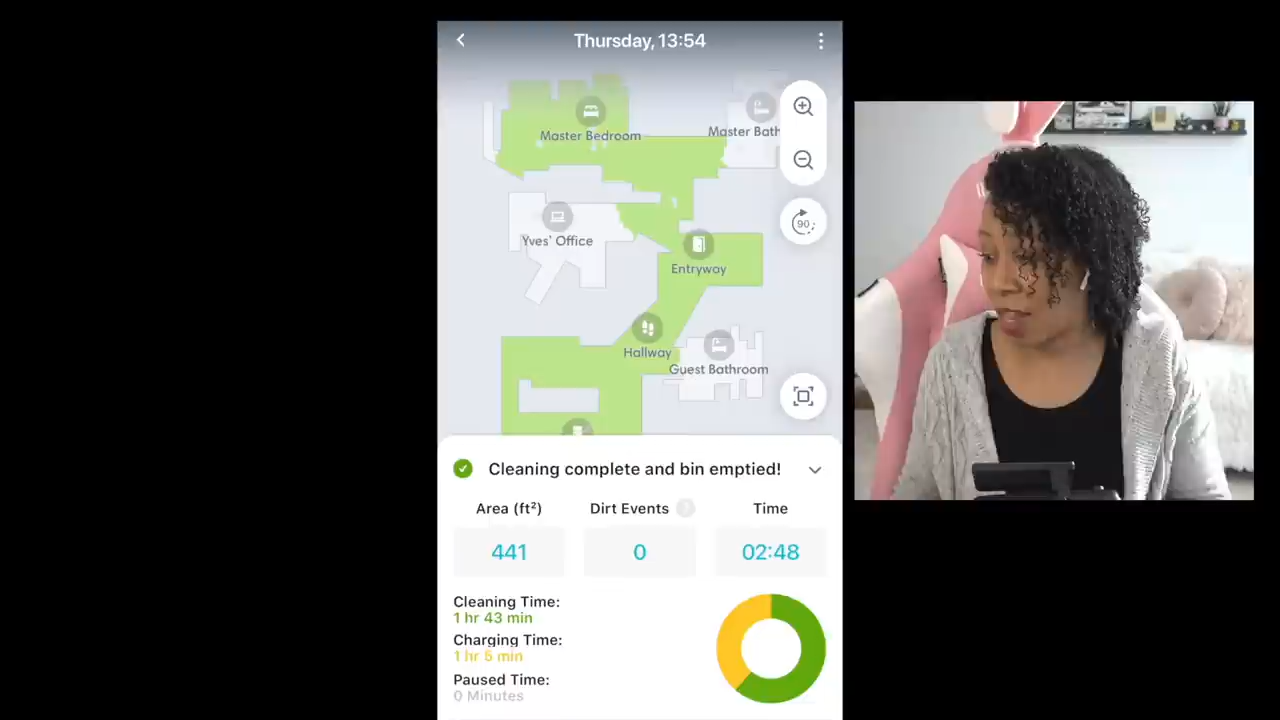 Thursday, 13:54
Master Bedroom
Master Bath
90
Yves' Office
Entryway
Hallway
Guest Bathroom
Cleaning complete and bin emptied!
Area (ft²) Dirt Events ? Time
441 0 02:48
Cleaning Time:
1 hr 43 min
Charging Time:
1 hr 5 min
Paused Time:
0 Minutes